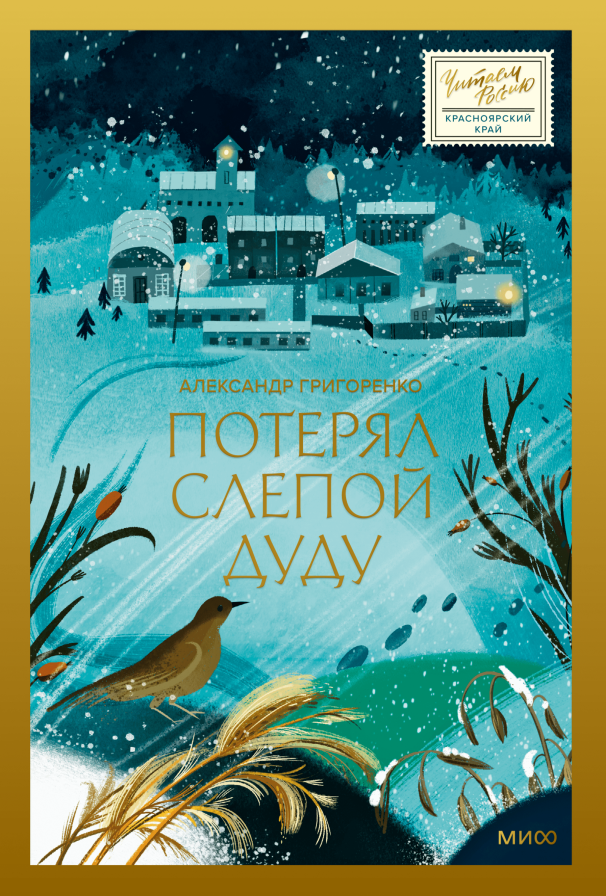 Читаем
Россию
КРАСНОЯРСКИЙ
КРАЙ
АЛЕКСАНДР ГРИГОРЕНКО
ПОТЕРЯЛ
СЛЕПОЙ
ДУДУ
МИФ